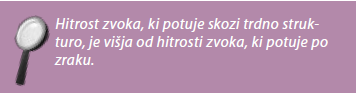 Hitrost zvoka, ki potuje skozi trdno struk-
turo, je višja od hitrosti zvoka, ki potuje po
zraku.